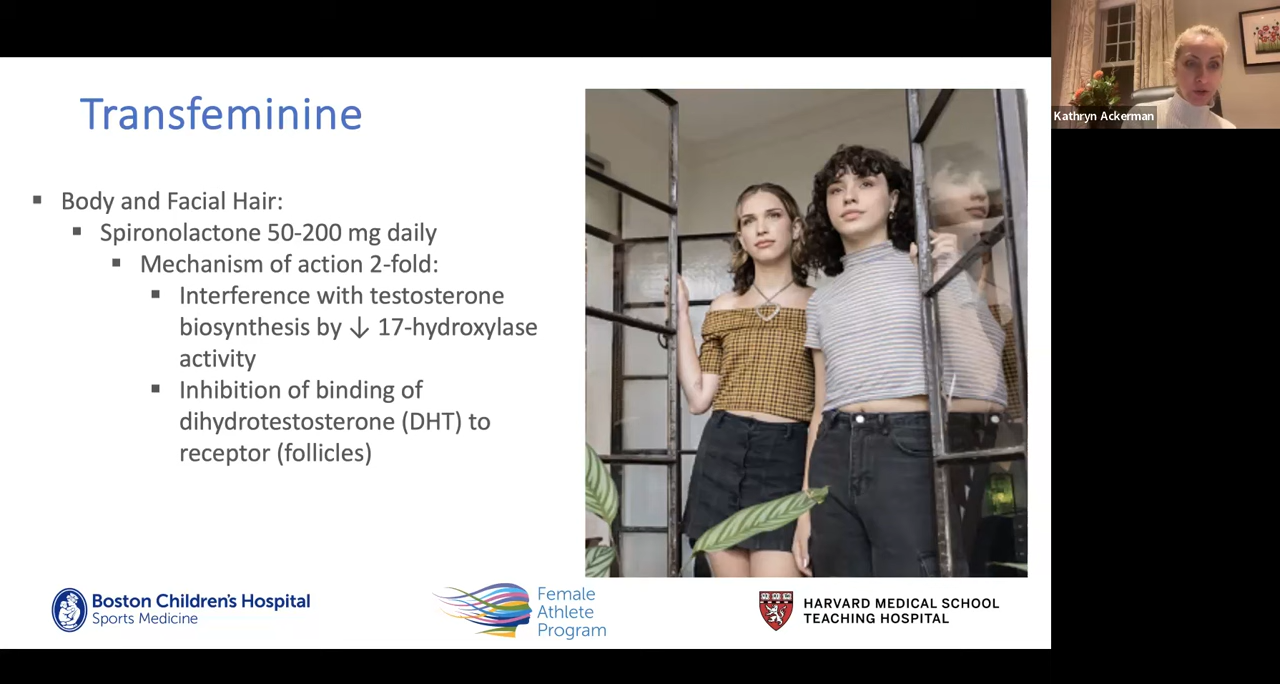 Transfeminine
▪ Body and Facial Hair:
▪ Spironolactone 50-200 mg daily
▪ Mechanism of action 2-fold:
▪ Interference with testosterone
biosynthesis by ↓ 17-hydroxylase
activity
▪ Inhibition of binding of
dihydrotestosterone (DHT) to
receptor (follicles)
Boston Children's Hospital
Sports Medicine
Female
Athlete
Program
HARVARD MEDICAL SCHOOL
TEACHING HOSPITAL
Kathryn Ackerman